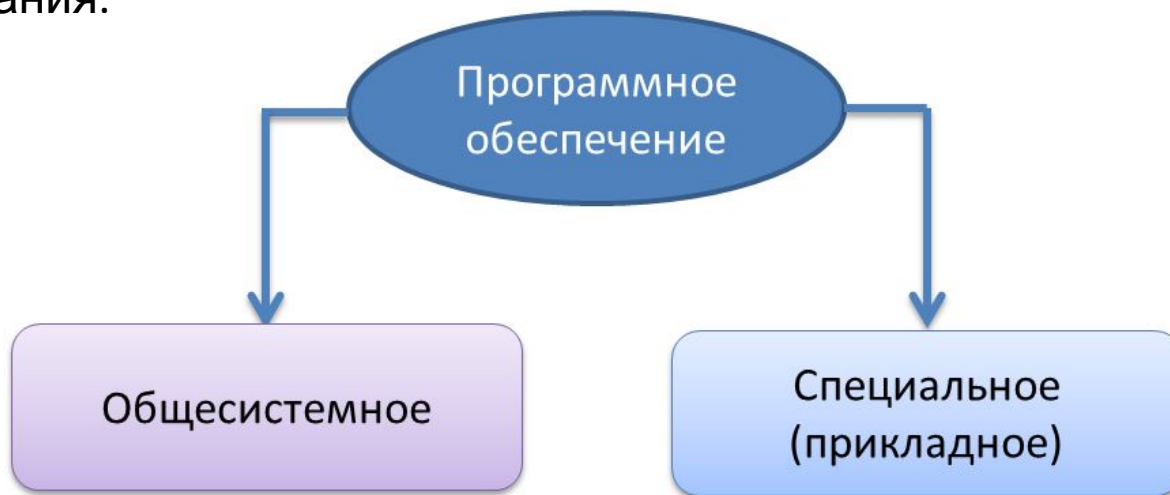 ания.
Программное
обеспечение
Общесистемное
Специальное
(прикладное)